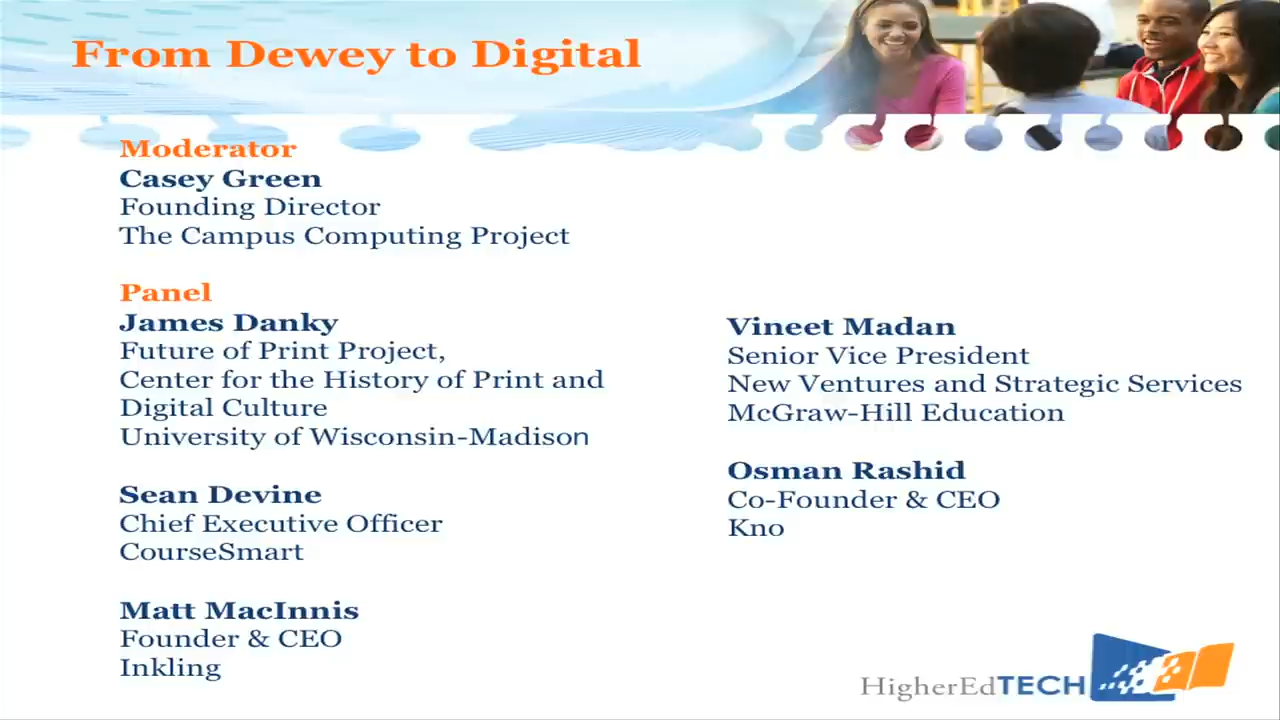 From Dewey to Digital
Moderator
Casey Green
Founding Director
The Campus Computing Project
Panel
James Danky
Future of Print Project,
Center for the History of Print and
Digital Culture
University of Wisconsin-Madison
Sean Devine
Chief Executive Officer
CourseSmart
Matt MacInnis
Founder & CEO
Inkling
Vineet Madan
Senior Vice President
New Ventures and Strategic Services
McGraw-Hill Education
Osman Rashid
Co-Founder & CEO
Kno
HigherEdTECH